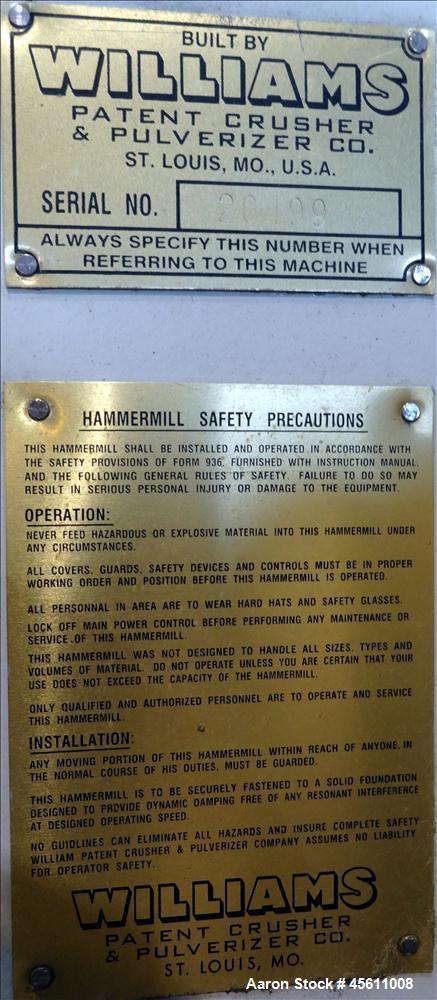 BUILT BY
WILLIAMS
PATENT CRUSHER
& PULVERIZER CO.
ST. LOUIS, MO., U.S.A.
SERIAL NO.
ALWAYS SPECIFY THIS NUMBER WHEN
REFERRING TO THIS MACHINE
HAMMERMILL SAFETY PRECAUTIONS
THIS HAMMERMILL SHALL BE INSTALLED AND OPERATED IN ACCORDANCE WITH
THE SAFETY PROVISIONS OF FORM 936, FURNISHED WITH INSTRUCTION MANUAL,
AND THE FOLLOWING GENERAL RULES OF SAFETY. FAILURE TO DO SO MAY
RESULT IN SERIOUS PERSONAL INJURY OR DAMAGE TO THE EQUIPMENT.
OPERATION:
NEVER FEED HAZARDOUS OR EXPLOSIVE MATERIAL INTO THIS HAMMERMILL UNDER
ANY CIRCUMSTANCES.
ALL COVERS, GUARDS, SAFETY DEVICES AND CONTROLS MUST BE IN PROPER
WORKING ORDER AND POSITION BEFORE THIS HAMMERMILL IS OPERATED.
ALL PERSONNAL IN AREA ARE TO WEAR HARD HATS AND SAFETY GLASSES.
LOCK OFF MAIN POWER CONTROL BEFORE PERFORMING ANY MAINTENANCE OR
SERVICE OF THIS HAMMERMILL.
THIS HAMMERMILL WAS NOT DESIGNED TO HANDLE ALL SIZES, TYPES AND
VOLUMES OF MATERIAL. DO NOT OPERATE UNLESS YOU ARE CERTAIN THAT YOUR
USE DOES NOT EXCEED THE CAPACITY OF THE HAMMERMILL.
ONLY QUALIFIED AND AUTHORIZED PERSONNEL ARE TO OPERATE AND SERVICE
THIS HAMMERMILL.
INSTALLATION:
ANY MOVING PORTION OF THIS HAMMERMILL WITHIN REACH OF ANYONE, IN
THE NORMAL COURSE OF HIS DUTIES, MUST BE GUARDED.
THIS HAMMERMILL IS TO BE SECURELY FASTENED TO A SOLID FOUNDATION
DESIGNED TO PROVIDE DYNAMIC DAMPING FREE OF ANY RESONANT INTERFERENCE
AT DESIGNED OPERATING SPEED.
NO GUIDLINES CAN ELIMINATE ALL HAZARDS AND INSURE COMPLETE SAFETY
WILLIAM PATENT CRUSHER & PULVERIZER COMPANY ASSUMES NO LIABILITY
FOR OPERATOR SAFETY.
WILLIAMS
PATENT CRUSHER
& PULVERIZER CO.
ST. LOUIS, MO.
Aaron Stock # 45611008